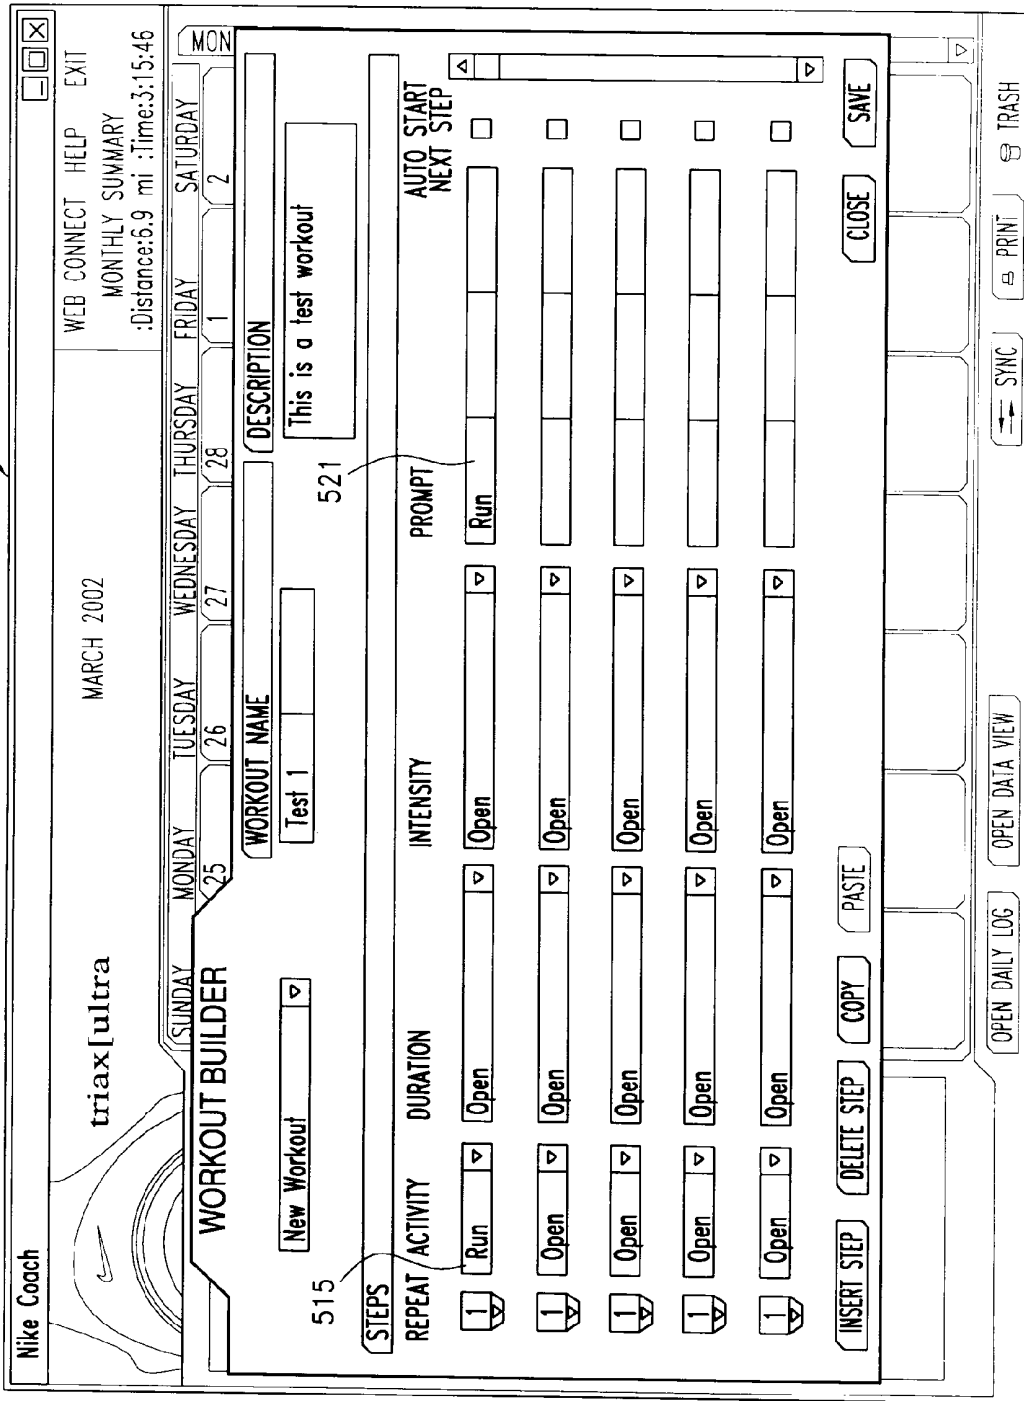 Nike Coach
triax[ultra
MARCH 2002
WEB CONNECT HELP EXIT
MONTHLY SUMMARY
:Distance:6.9 mi :Time:3:15:46
SUNDAY MONDAY TUESDAY WEDNESDAY THURSDAY FRIDAY SATURDAY
25 26 27 28 1 2
MON
WORKOUT BUILDER
New Workout
WORKOUT NAME
Test 1
DESCRIPTION
This is a test workout
515
521
STEPS
REPEAT ACTIVITY DURATION INTENSITY PROMPT AUTO START
NEXT STEP
1 Run Open Open Run
1 Open Open Open
1 Open Open Open
1 Open Open Open
1 Open Open Open
INSERT STEP DELETE STEP COPY PASTE CLOSE SAVE
OPEN DAILY LOG OPEN DATA VIEW SYNC PRINT TRASH